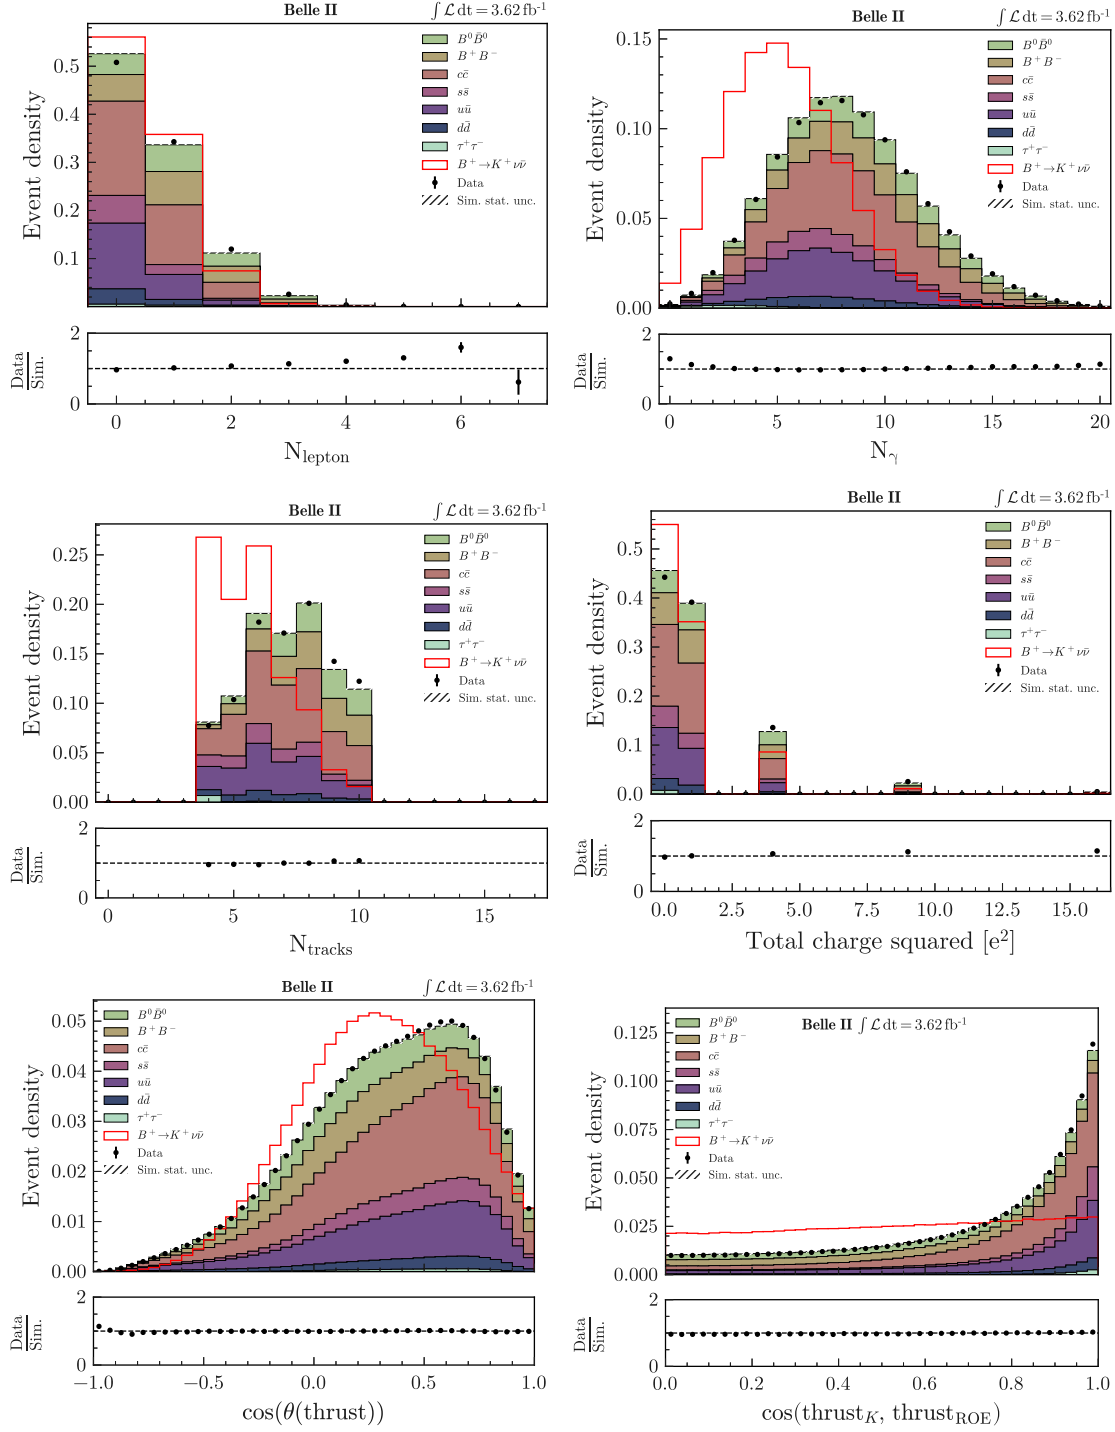 Belle II ∫ 𝓛 dt = 3.62 fb⁻¹
Event density
0.5
0.4
0.3
0.2
0.1
B⁰B̄⁰
B⁺B⁻
cc̄
ss̄
uū
dd̄
τ⁺τ⁻
B⁺→K⁺νν̄
Data
Sim. stat. unc.
Data
Sim.
2
1
0
0 2 4 6
N_lepton
Belle II ∫ 𝓛 dt = 3.62 fb⁻¹
Event density
0.15
0.10
0.05
0.00
B⁰B̄⁰
B⁺B⁻
cc̄
ss̄
uū
dd̄
τ⁺τ⁻
B⁺→K⁺νν̄
Data
Sim. stat. unc.
Data
Sim.
2
1
0
0 5 10 15 20
N_γ
Belle II ∫ 𝓛 dt = 3.62 fb⁻¹
Event density
0.25
0.20
0.15
0.10
0.05
0.00
B⁰B̄⁰
B⁺B⁻
cc̄
ss̄
uū
dd̄
τ⁺τ⁻
B⁺→K⁺νν̄
Data
Sim. stat. unc.
Data
Sim.
2
1
0
0 5 10 15
N_tracks
Belle II ∫ 𝓛 dt = 3.62 fb⁻¹
Event density
0.5
0.4
0.3
0.2
0.1
0.0
B⁰B̄⁰
B⁺B⁻
cc̄
ss̄
uū
dd̄
τ⁺τ⁻
B⁺→K⁺νν̄
Data
Sim. stat. unc.
Data
Sim.
2
1
0
0.0 2.5 5.0 7.5 10.0 12.5 15.0
Total charge squared [e²]
Belle II ∫ 𝓛 dt = 3.62 fb⁻¹
Event density
0.05
0.04
0.03
0.02
0.01
0.00
B⁰B̄⁰
B⁺B⁻
cc̄
ss̄
uū
dd̄
τ⁺τ⁻
B⁺→K⁺νν̄
Data
Sim. stat. unc.
Data
Sim.
2
1
0
−1.0 −0.5 0.0 0.5 1.0
cos(θ(thrust))
Belle II ∫ 𝓛 dt = 3.62 fb⁻¹
Event density
0.125
0.100
0.075
0.050
0.025
0.000
B⁰B̄⁰
B⁺B⁻
cc̄
ss̄
uū
dd̄
τ⁺τ⁻
B⁺→K⁺νν̄
Data
Sim. stat. unc.
Data
Sim.
2
1
0
0.0 0.2 0.4 0.6 0.8 1.0
cos(thrust_K, thrust_ROE)